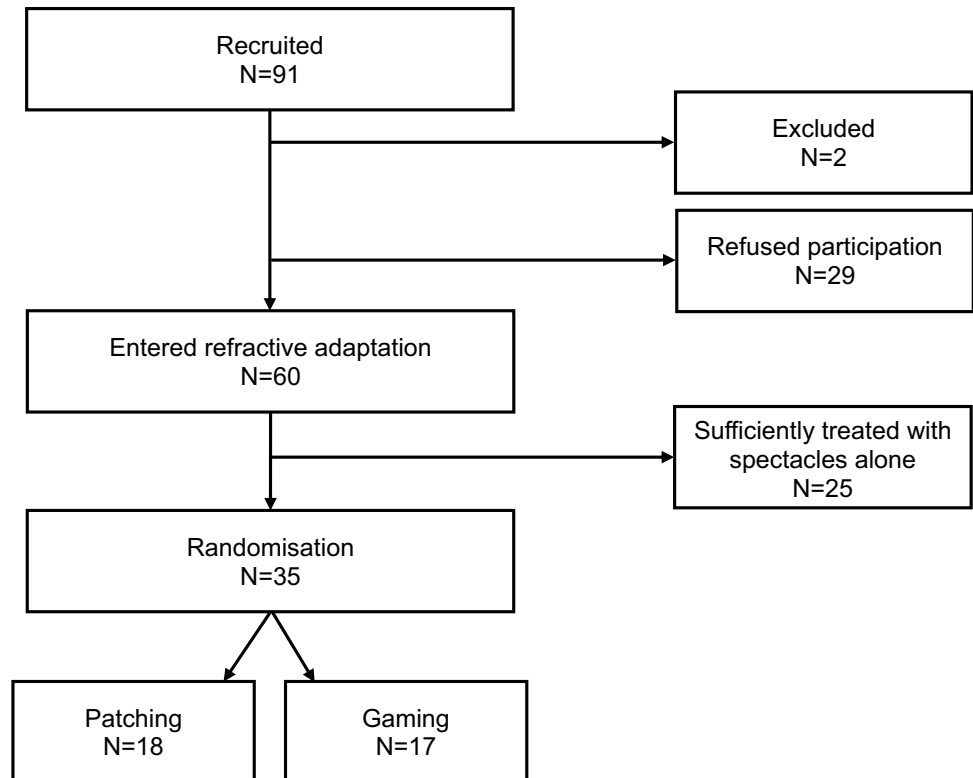 Recruited
N=91
Excluded
N=2
Refused participation
N=29
Entered refractive adaptation
N=60
Sufficiently treated with
spectacles alone
N=25
Randomisation
N=35
Patching
N=18
Gaming
N=17